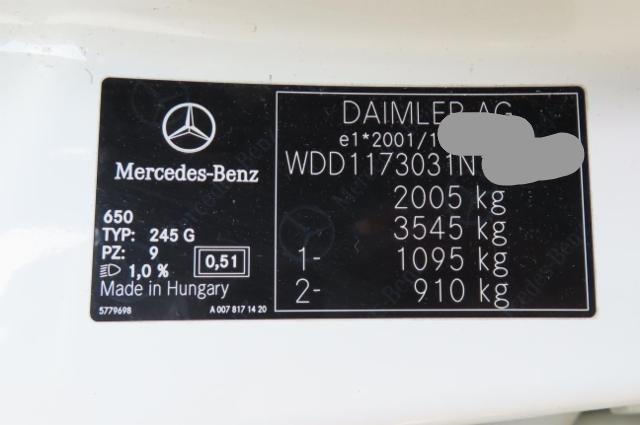 Mercedes-Benz
650
TYP: 245 G
PZ: 9
1,0 %
0,51
Made in Hungary
5779698
A 007 817 14 20
DAIMLER AG
e1*2001/1
WDD1173031N
2005 kg
3545 kg
1- 1095 kg
2- 910 kg